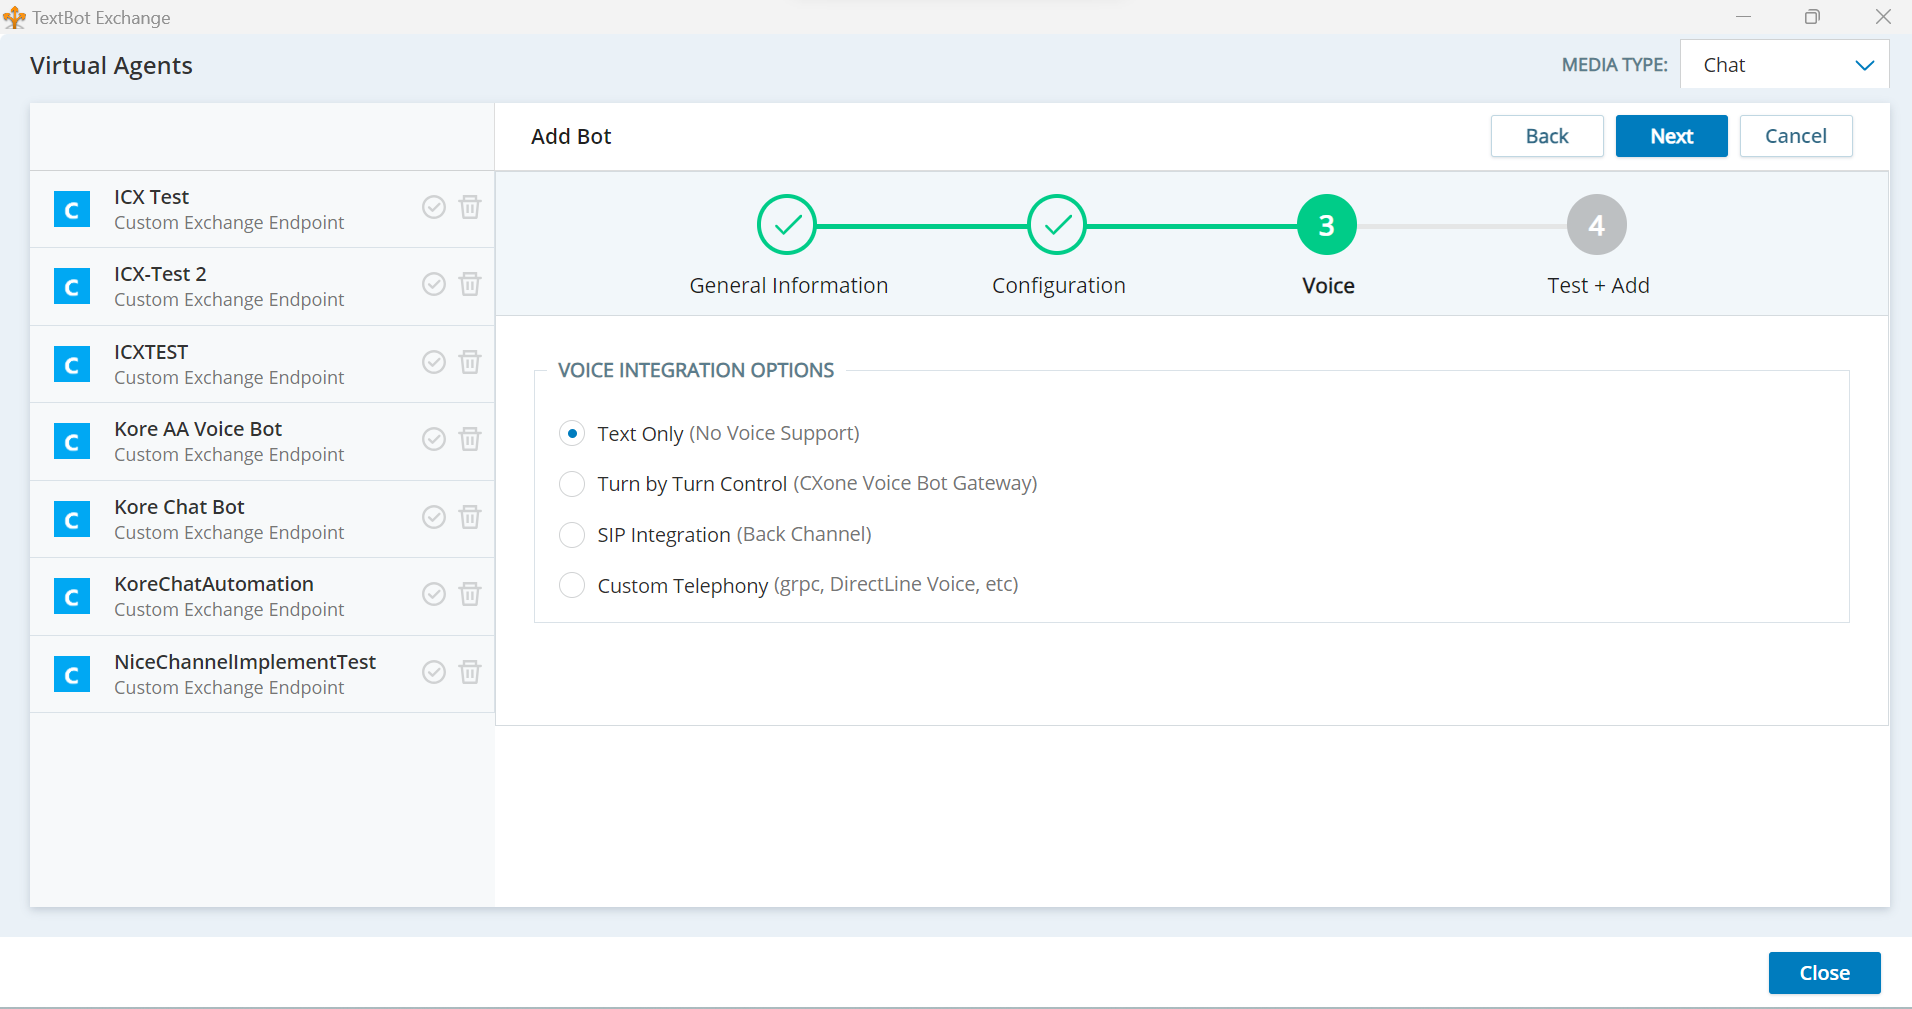 TextBot Exchange
Virtual Agents
MEDIA TYPE: Chat
Add Bot
Back Next Cancel
3 4
General Information Configuration Voice Test + Add
C ICX Test
Custom Exchange Endpoint
C ICX-Test 2
Custom Exchange Endpoint
C ICXTEST
Custom Exchange Endpoint
C Kore AA Voice Bot
Custom Exchange Endpoint
C Kore Chat Bot
Custom Exchange Endpoint
C KoreChatAutomation
Custom Exchange Endpoint
C NiceChannelImplementTest
Custom Exchange Endpoint
VOICE INTEGRATION OPTIONS
Text Only (No Voice Support)
Turn by Turn Control (CXone Voice Bot Gateway)
SIP Integration (Back Channel)
Custom Telephony (grpc, DirectLine Voice, etc)
Close